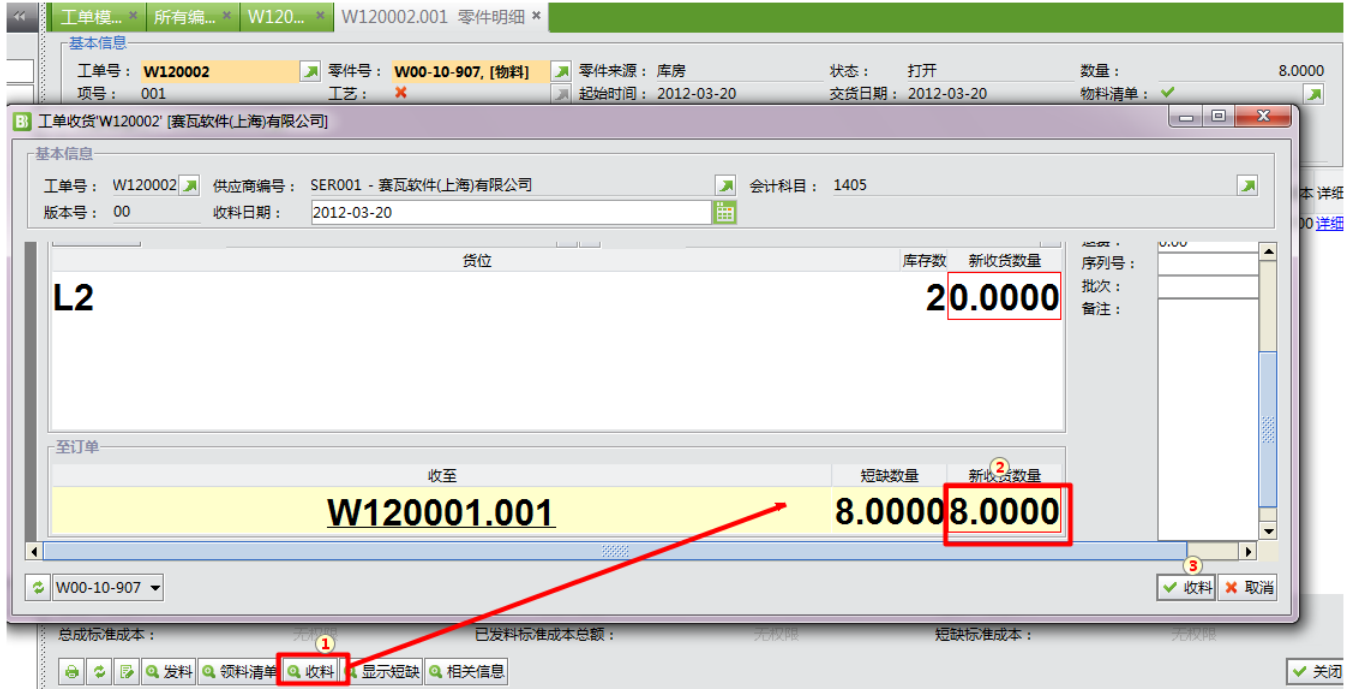 工单模... × 所有编... × W120... × W120002.001 零件明细 ×
基本信息
工单号： W120002 零件号： W00-10-907, [物料] 零件来源： 库房 状态： 打开 数量： 8.0000
项号： 001 工艺： 起始时间： 2012-03-20 交货日期： 2012-03-20 物料清单：
工单收货'W120002' [赛瓦软件(上海)有限公司]
基本信息
工单号： W120002 供应商编号： SER001 - 赛瓦软件(上海)有限公司 会计科目： 1405
版本号： 00 收料日期： 2012-03-20
本 详细
00 详细
0.00
货位 库存数 新收货数量
序列号：
批次：
备注：
L2 2 0.0000
至订单
收至 短缺数量 新收货数量
2
W120001.001 8.0000 8.0000
3
W00-10-907 收料 取消
总成标准成本： 无权限 已发料标准成本总额： 无权限 短缺标准成本： 无权限
1
发料 领料清单 收料 显示短缺 相关信息 关闭